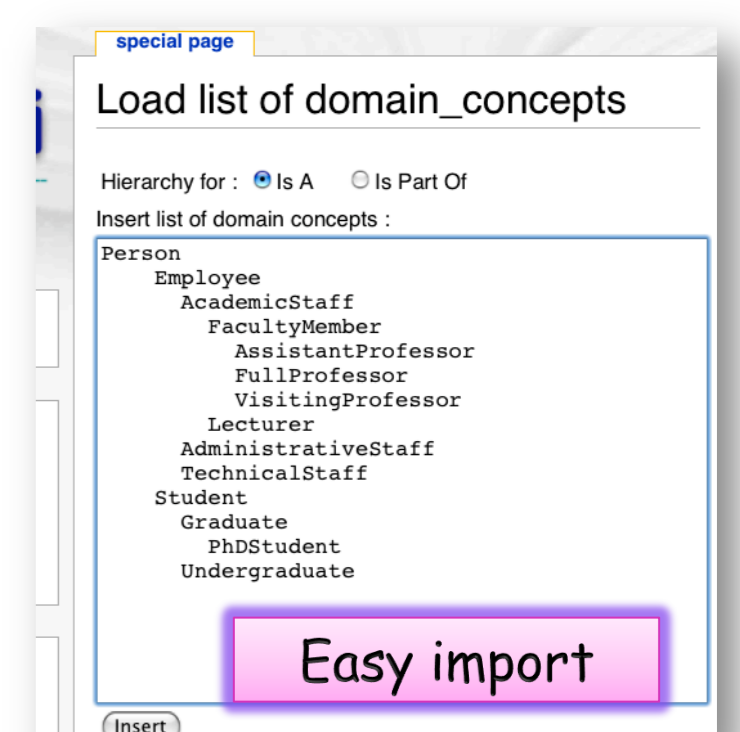 special page
Load list of domain_concepts
Hierarchy for : Is A Is Part Of
Insert list of domain concepts :
Person
Employee
AcademicStaff
FacultyMember
AssistantProfessor
FullProfessor
VisitingProfessor
Lecturer
AdministrativeStaff
TechnicalStaff
Student
Graduate
PhDStudent
Undergraduate
Easy import
Insert